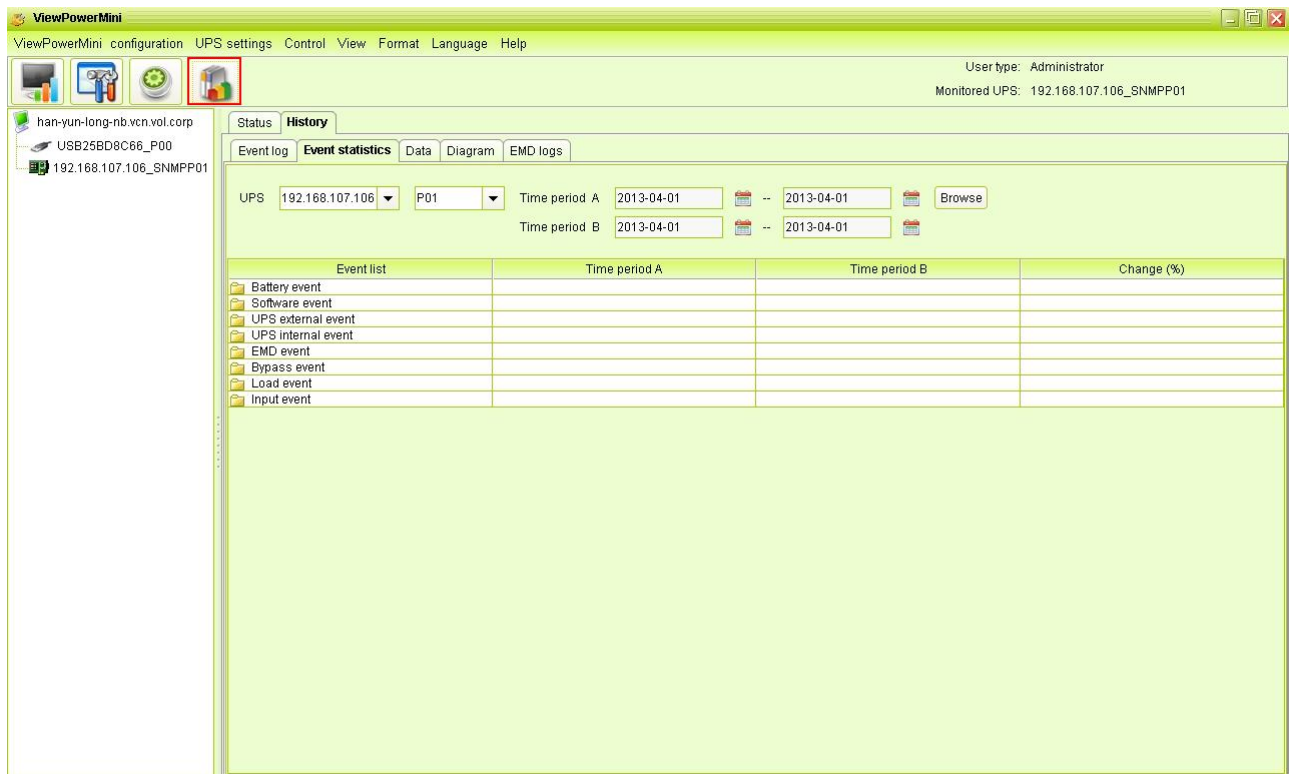 ViewPowerMini
ViewPowerMini configuration UPS settings Control View Format Language Help
User type: Administrator
Monitored UPS: 192.168.107.106_SNMPP01
han-yun-long-nb.vcn.vol.corp
USB25BD8C66_P00
192.168.107.106_SNMPP01
Status History
Event log Event statistics Data Diagram EMD logs
UPS 192.168.107.106 P01 Time period A 2013-04-01 -- 2013-04-01 Browse
Time period B 2013-04-01 -- 2013-04-01
Event list Time period A Time period B Change (%)
Battery event
Software event
UPS external event
UPS internal event
EMD event
Bypass event
Load event
Input event